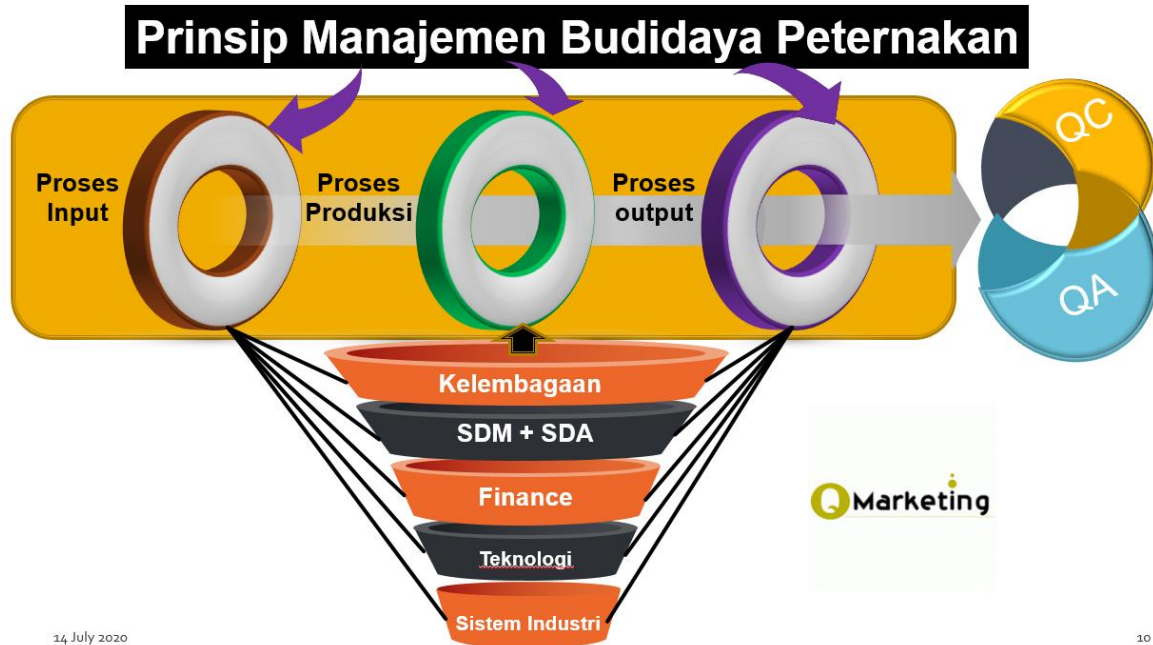 Prinsip Manajemen Budidaya Peternakan
Proses
Input
Proses
Produksi
Proses
output
QC
QA
Kelembagaan
SDM + SDA
Finance
Teknologi
Sistem Industri
Q Marketing
14 July 2020
10